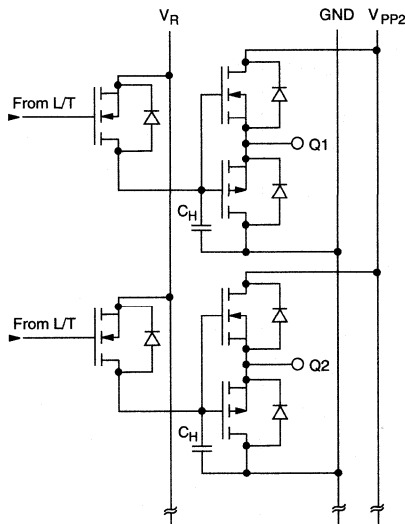 V_R GND V_PP2
From L/T
Q1
C_H
From L/T
Q2
C_H